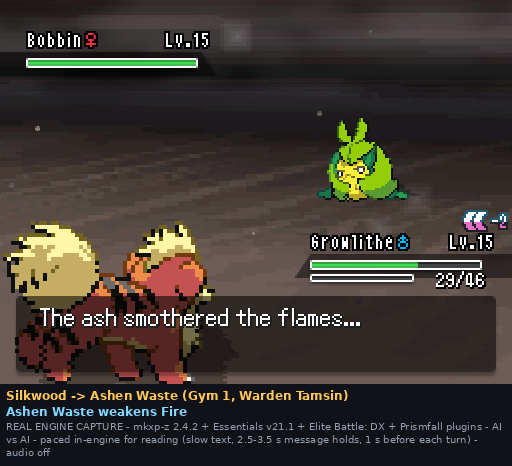 Bobbin♀ Lv.15
-2
Growlithe♂ Lv.15
29/46
The ash smothered the flames...
Silkwood -> Ashen Waste (Gym 1, Warden Tamsin)
Ashen Waste weakens Fire
REAL ENGINE CAPTURE - mkxp-z 2.4.2 + Essentials v21.1 + Elite Battle: DX + Prismfall plugins - AI
vs AI - paced in-engine for reading (slow text, 2.5-3.5 s message holds, 1 s before each turn) -
audio off